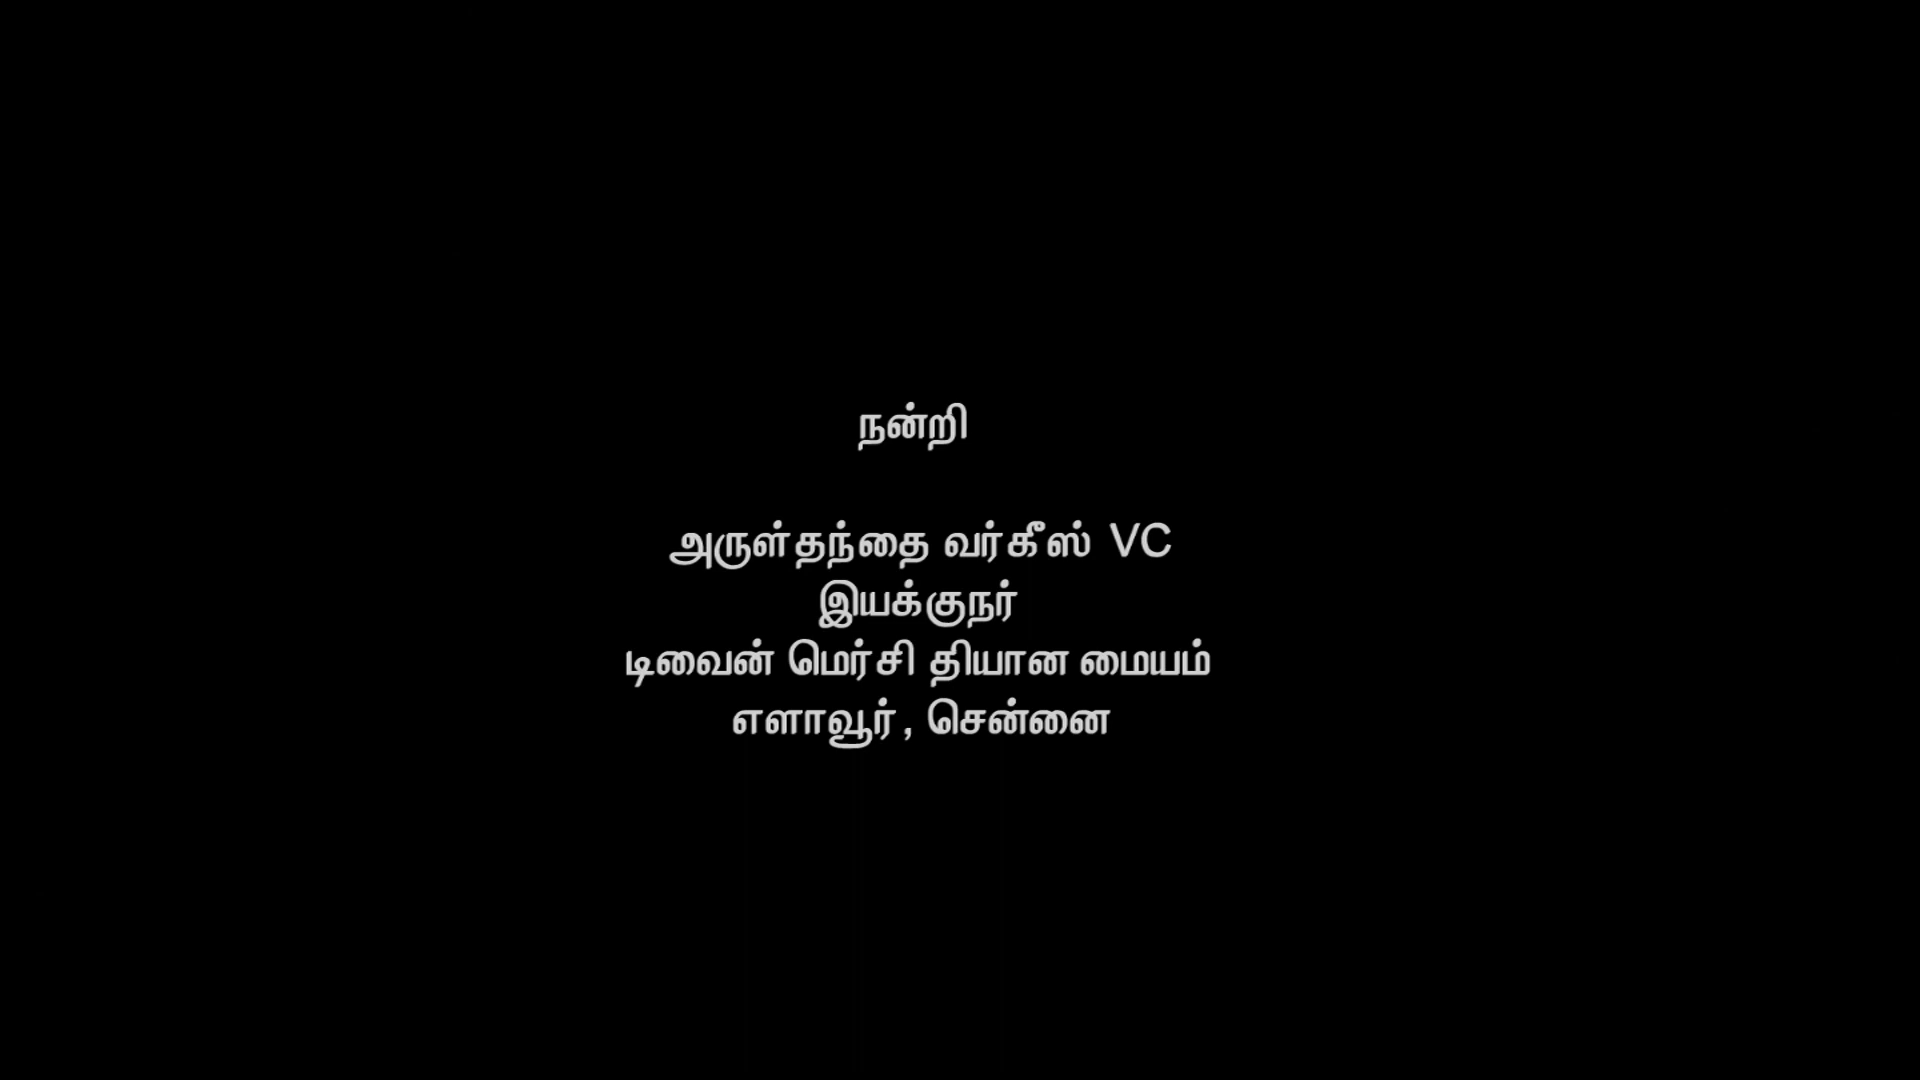 நன்றி
அருள்தந்தை வர்கீஸ் VC
இயக்குநர்
டிவைன் மெர்சி தியான மையம்
எளாவூர், சென்னை